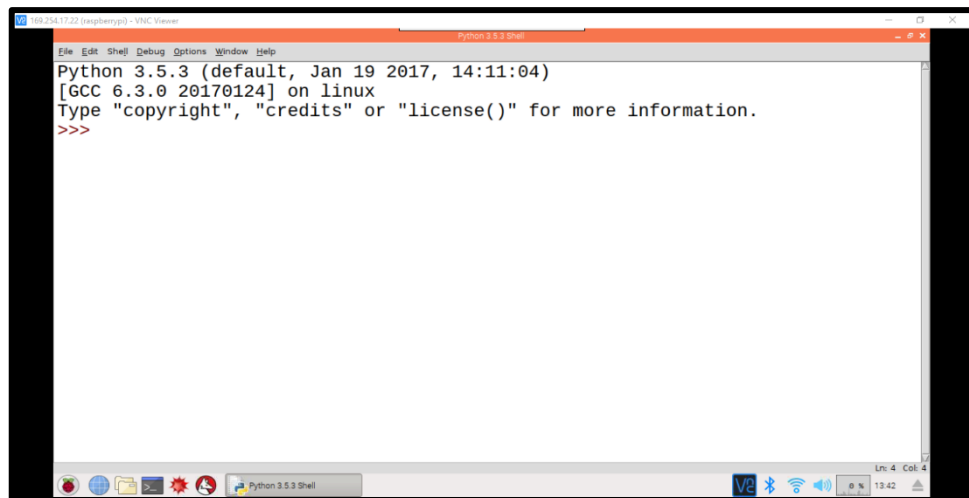 169.254.17.22 (raspberrypi) - VNC Viewer
Python 3.5.3 Shell
File Edit Shell Debug Options Window Help
Python 3.5.3 (default, Jan 19 2017, 14:11:04)
[GCC 6.3.0 20170124] on linux
Type "copyright", "credits" or "license()" for more information.
>>>
Ln: 4 Col: 4
Python 3.5.3 Shell
0 %
13:42